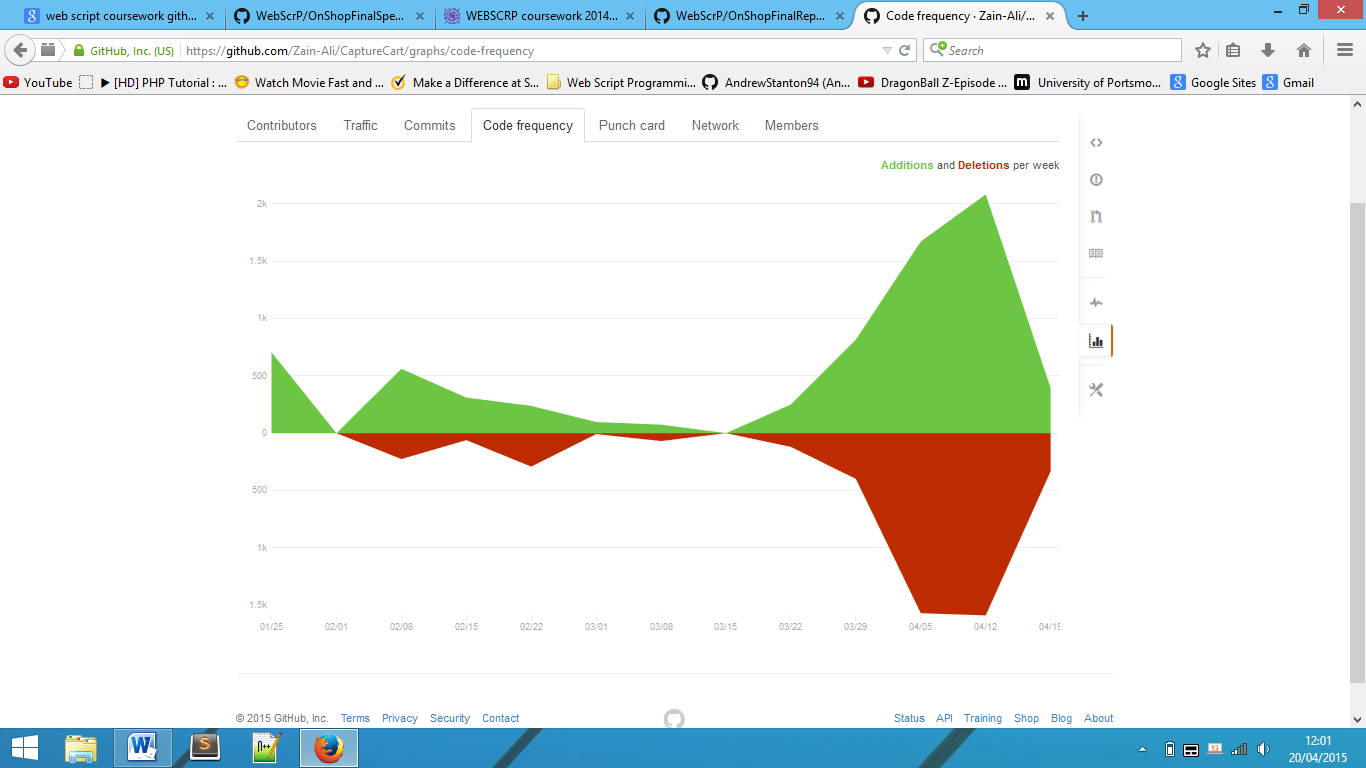 web script coursework gith...
WebScrP/OnShopFinalSpe...
WEBSCRP coursework 2014...
WebScrP/OnShopFinalRep...
Code frequency · Zain-Ali/...
GitHub, Inc. (US)
https://github.com/Zain-Ali/CaptureCart/graphs/code-frequency
Search
YouTube
[HD] PHP Tutorial : ...
Watch Movie Fast and ...
Make a Difference at S...
Web Script Programmi...
AndrewStanton94 (An...
DragonBall Z-Episode ...
University of Portsmo...
Google Sites
Gmail
Contributors
Traffic
Commits
Code frequency
Punch card
Network
Members
Additions and Deletions per week
2k
1.5k
1k
500
0
500
1k
1.5k
01/25
02/01
02/08
02/15
02/22
03/01
03/08
03/15
03/22
03/29
04/05
04/12
04/19
© 2015 GitHub, Inc.
Terms
Privacy
Security
Contact
Status
API
Training
Shop
Blog
About
12:01
20/04/2015